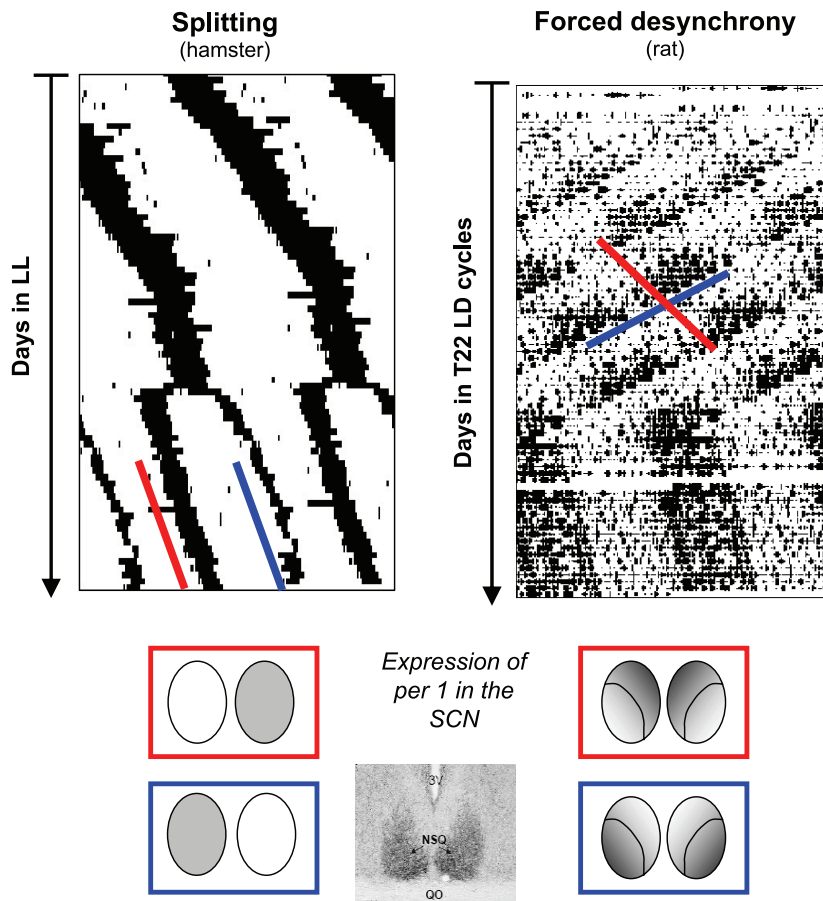 Splitting
(hamster)
Forced desynchrony
(rat)
Days in LL
Days in T22 LD cycles
Expression of
per 1 in the
SCN
3V
NSQ
QO